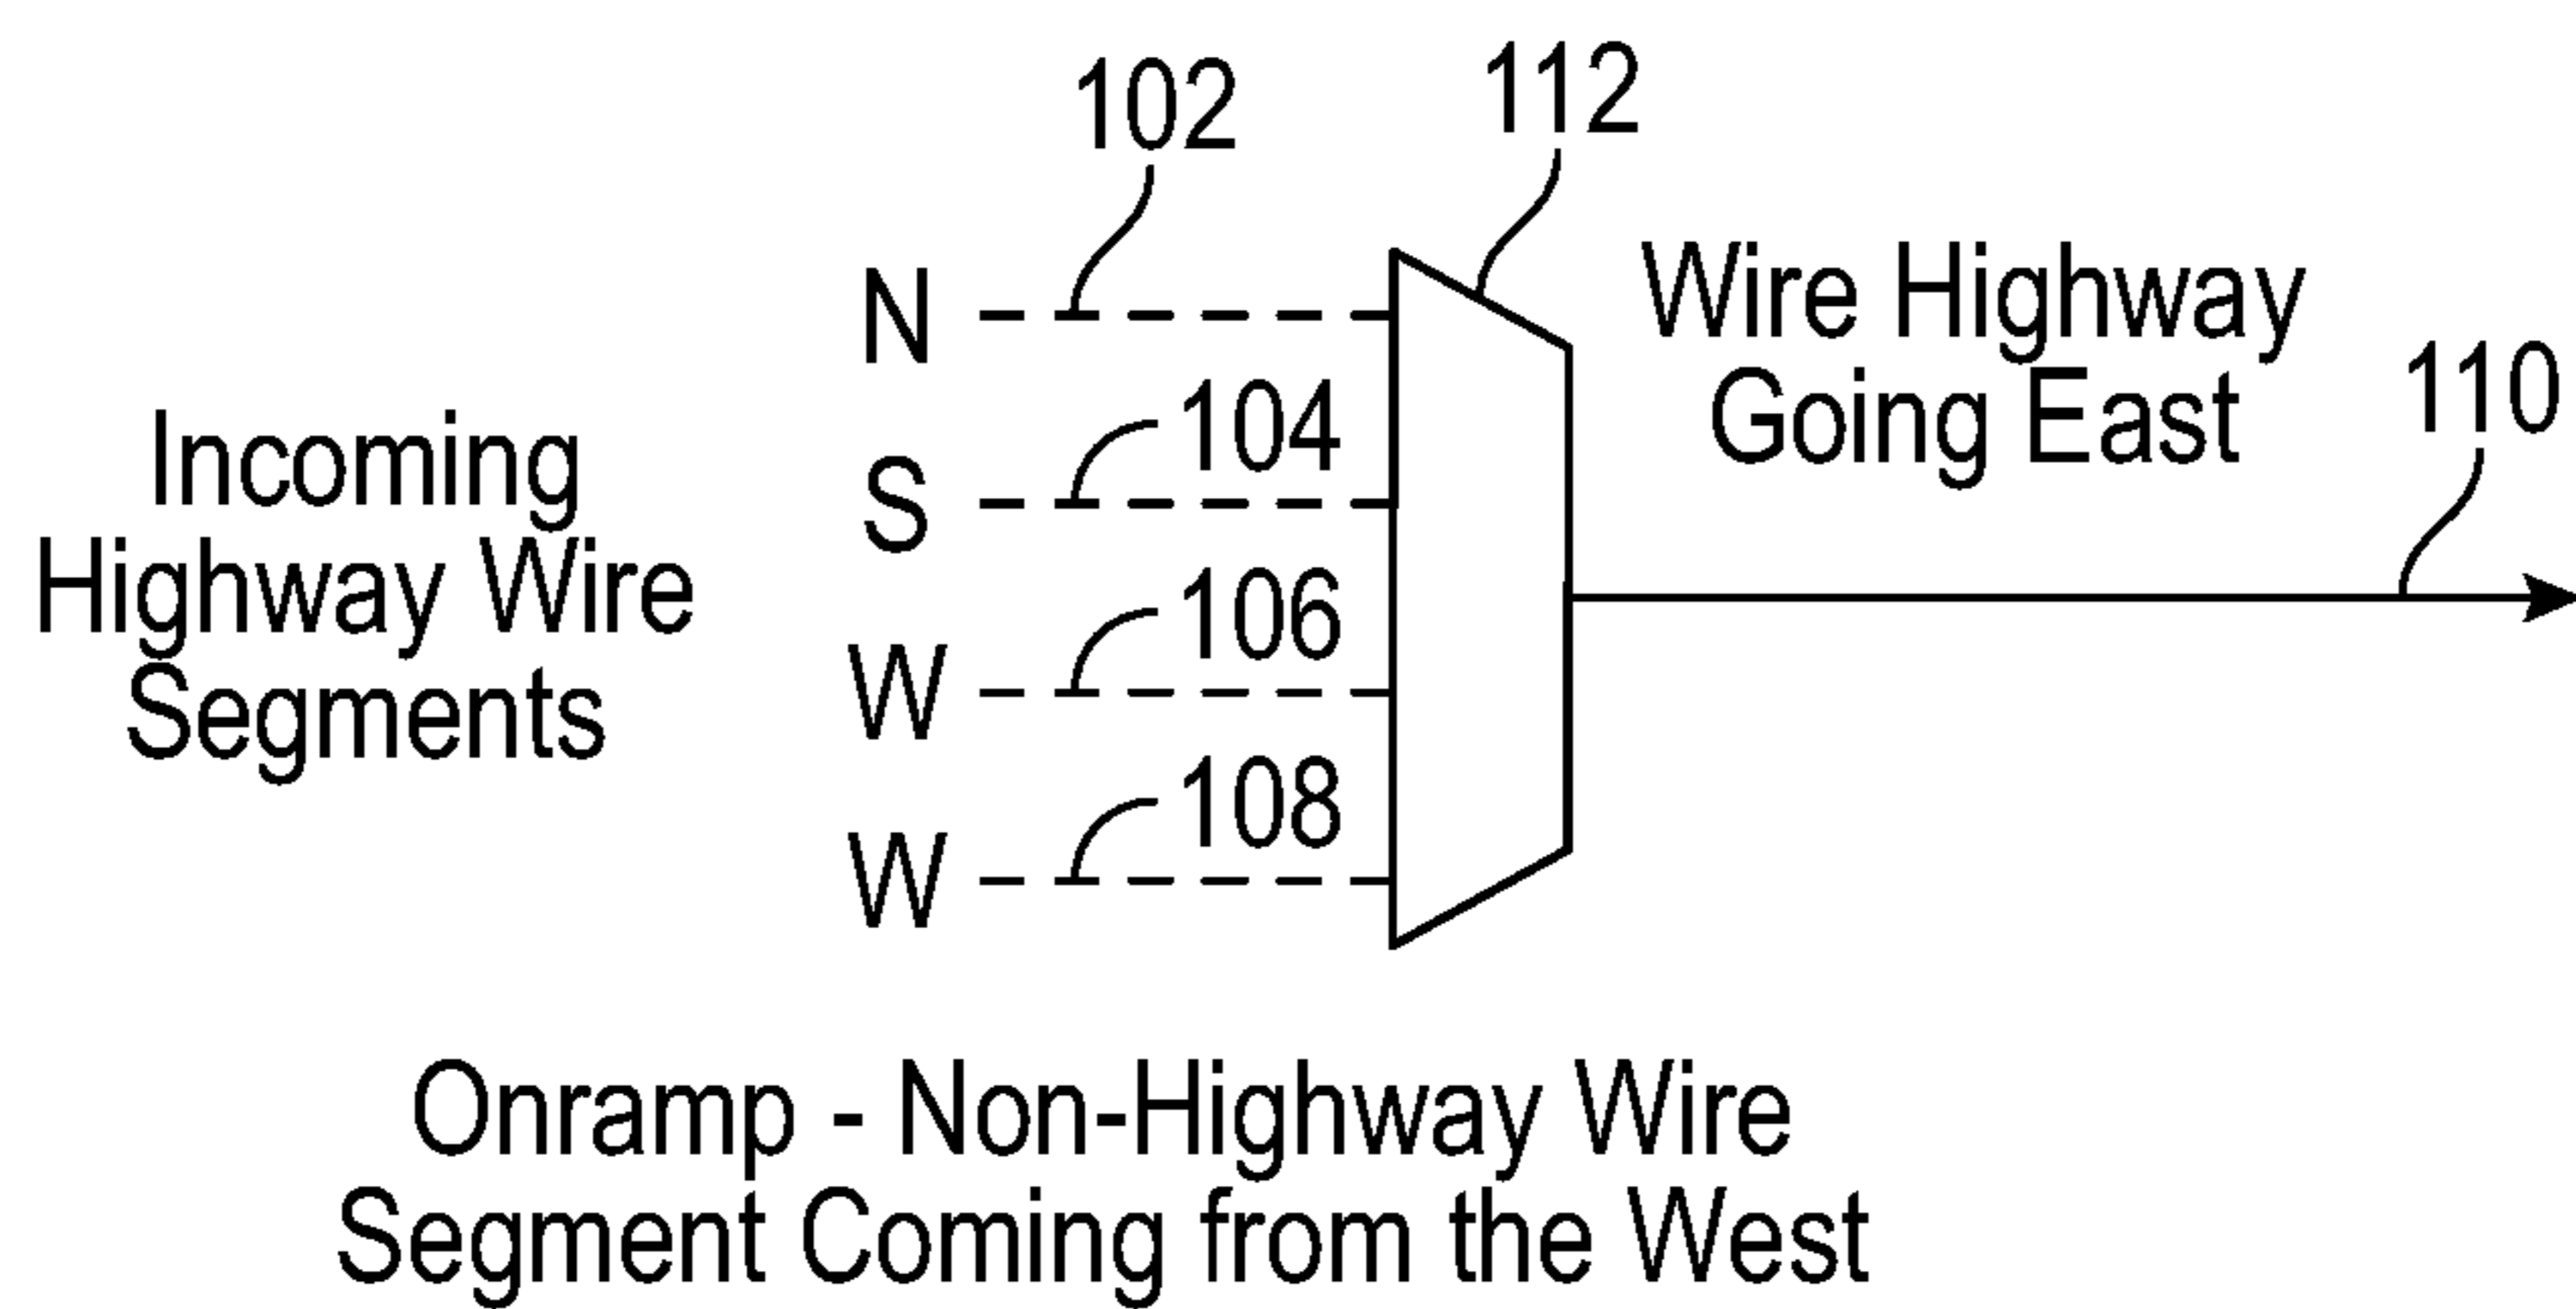 102
112
N
Wire Highway
Going East
110
Incoming
Highway Wire
Segments
S
104
W
106
W
108
Onramp - Non-Highway Wire
Segment Coming from the West